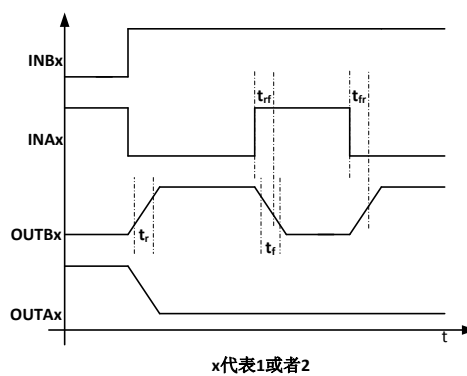 INBx
t_rf
t_fr
INAx
OUTBx
t_r
t_f
OUTAx
t
x代表1或者2